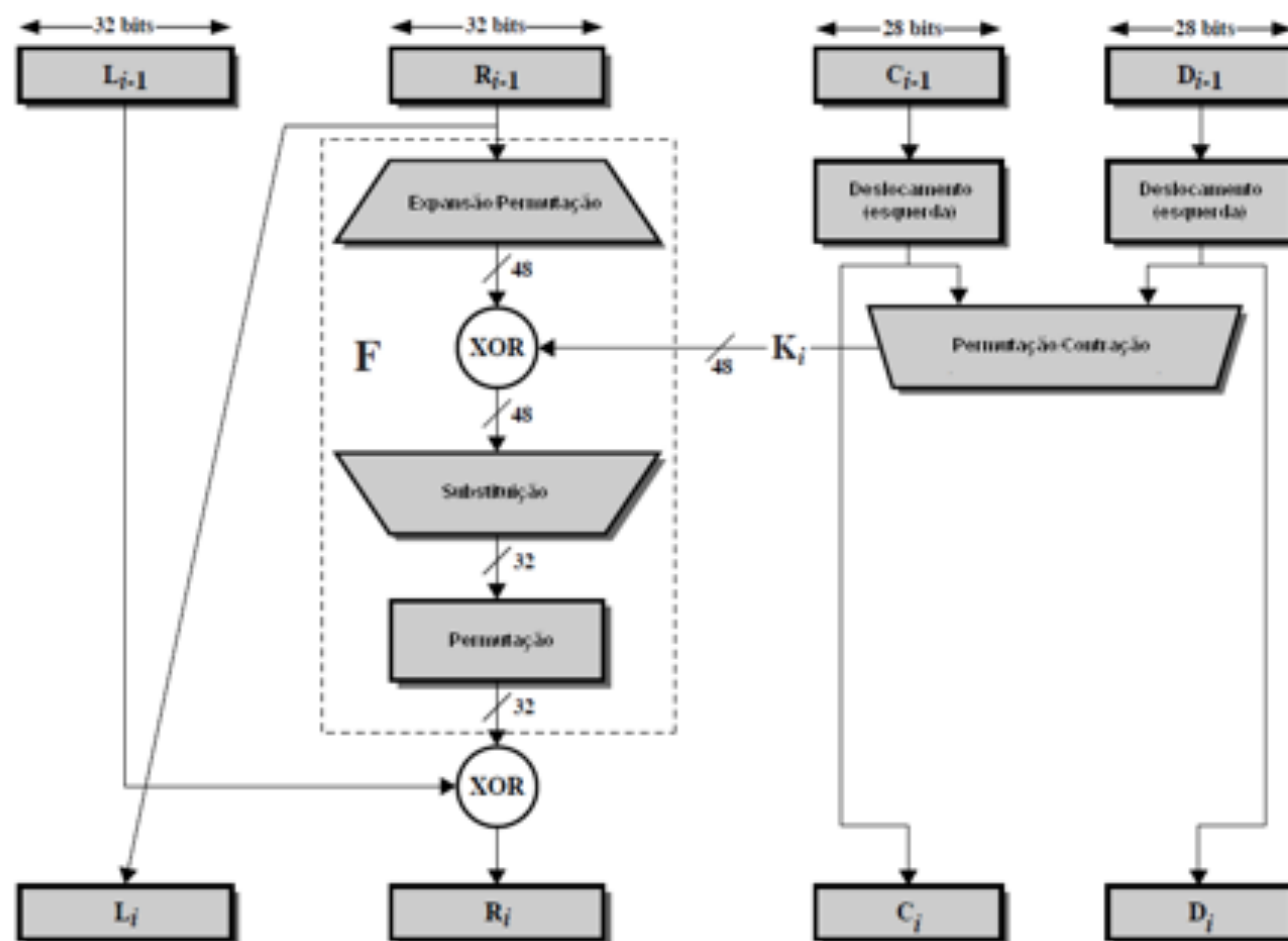 32 bits
32 bits
28 bits
28 bits
Li-1
Ri-1
Ci-1
Di-1
Expansão Permutação
Deslocamento
(esquerda)
Deslocamento
(esquerda)
48
F
XOR
48
Ki
Permutação Contração
48
Substituição
32
Permutação
32
XOR
Li
Ri
Ci
Di